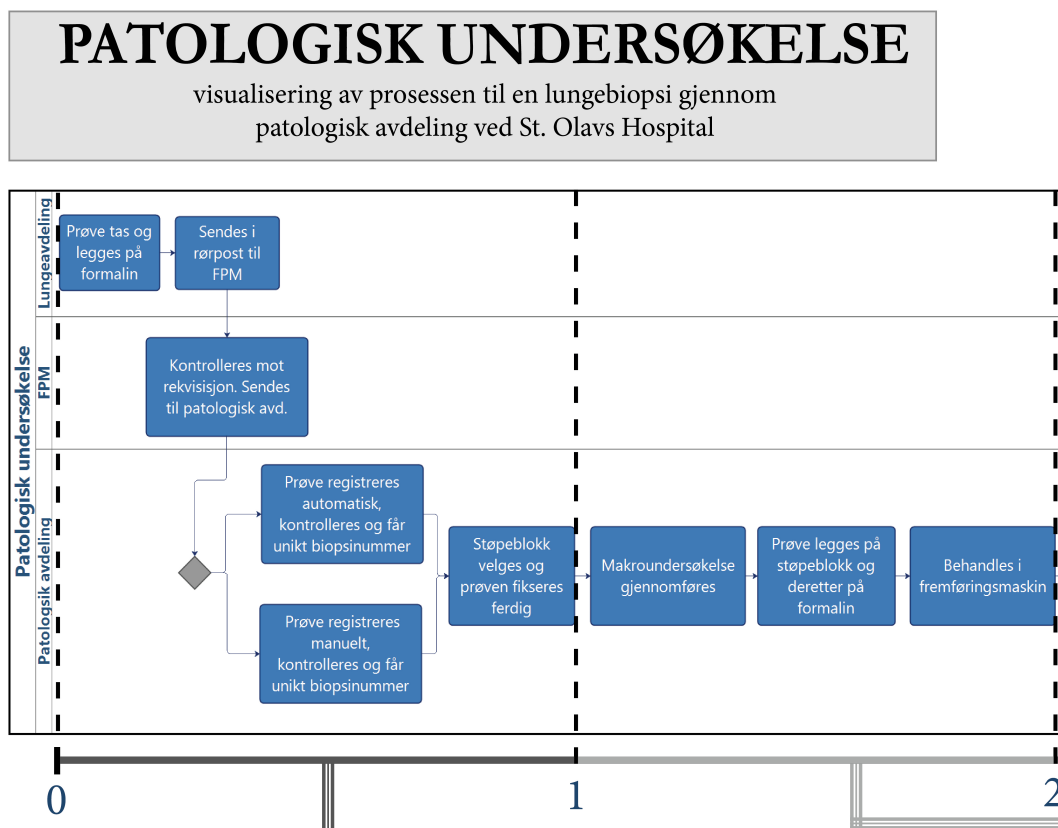 PATOLOGISK UNDERSØKELSE
visualisering av prosessen til en lungebiopsi gjennom
patologisk avdeling ved St. Olavs Hospital
Patologisk undersøkelse
Lungeavdeling
Prøve tas og
legges på
formalin
Sendes i
rørpost til
FPM
FPM
Kontrolleres mot
rekvisisjon. Sendes
til patologisk avd.
Patologsik avdeling
Prøve registreres
automatisk,
kontrolleres og får
unikt biopsinummer
Prøve registreres
manuelt,
kontrolleres og får
unikt biopsinummer
Støpeblokk
velges og
prøven fikseres
ferdig
Makroundersøkelse
gjennomføres
Prøve legges på
støpeblokk og
deretter på
formalin
Behandles i
fremføringsmaskin
0
1
2